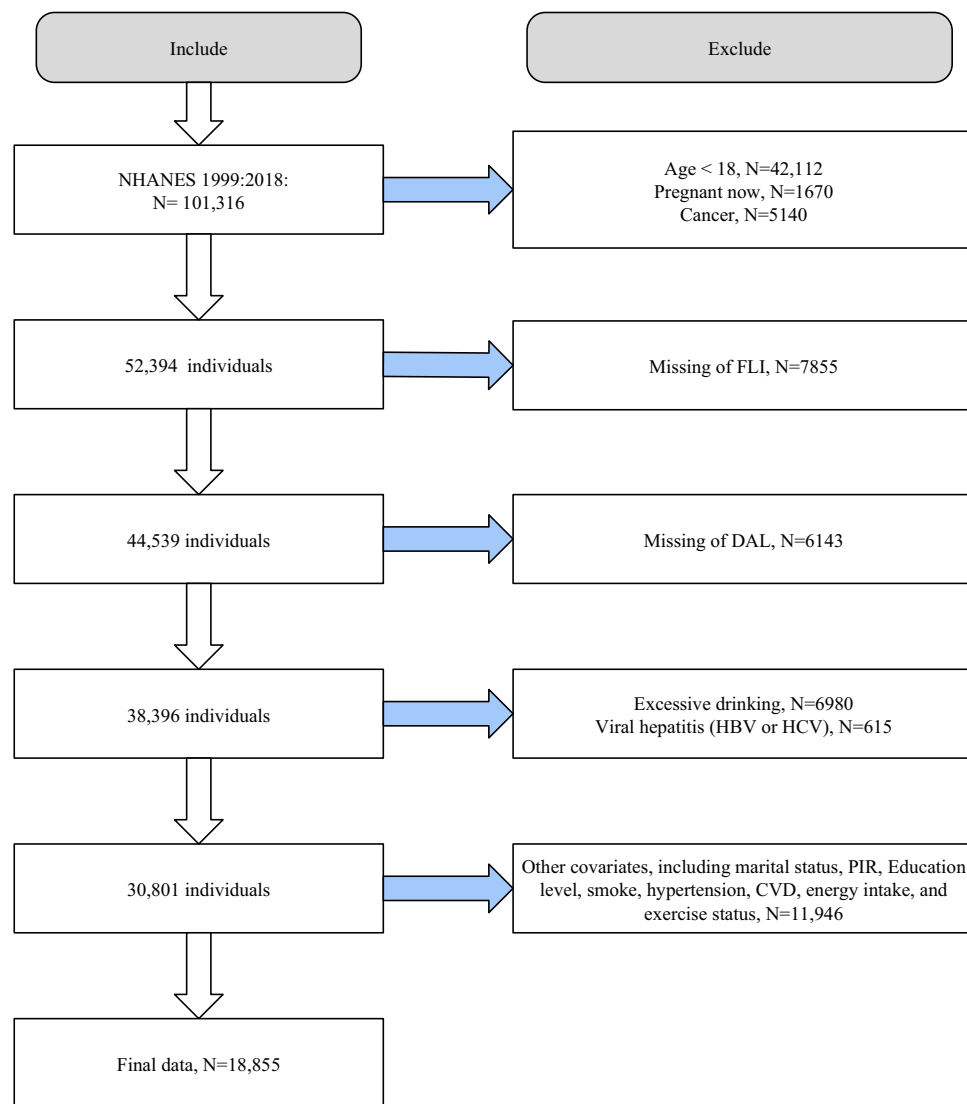 Include
Exclude
NHANES 1999:2018:
N= 101,316
Age < 18, N=42,112
Pregnant now, N=1670
Cancer, N=5140
52,394 individuals
Missing of FLI, N=7855
44,539 individuals
Missing of DAL, N=6143
38,396 individuals
Excessive drinking, N=6980
Viral hepatitis (HBV or HCV), N=615
30,801 individuals
Other covariates, including marital status, PIR, Education
level, smoke, hypertension, CVD, energy intake, and
exercise status, N=11,946
Final data, N=18,855